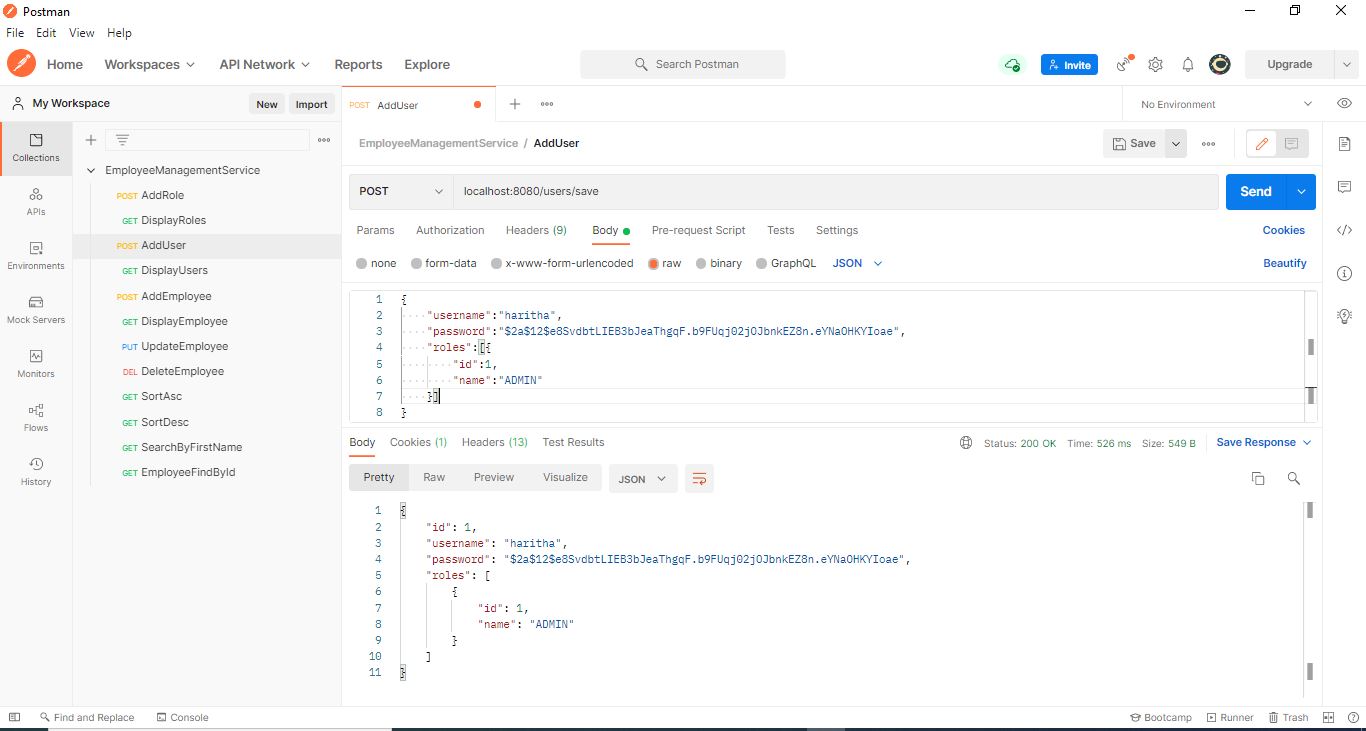 Postman
File Edit View Help
Home Workspaces API Network Reports Explore Search Postman Invite Upgrade
My Workspace New Import
POST AddUser
No Environment
Collections
APIs
Environments
Mock Servers
Monitors
Flows
History
EmployeeManagementService
POST AddRole
GET DisplayRoles
POST AddUser
GET DisplayUsers
POST AddEmployee
GET DisplayEmployee
PUT UpdateEmployee
DEL DeleteEmployee
GET SortAsc
GET SortDesc
GET SearchByFirstName
GET EmployeeFindById
EmployeeManagementService / AddUser Save
POST localhost:8080/users/save Send
Params Authorization Headers (9) Body Pre-request Script Tests Settings Cookies
none form-data x-www-form-urlencoded raw binary GraphQL JSON Beautify
1 {
2 "username":"haritha",
3 "password":"$2a$12$e8SvdbtLIEB3bJeaThgqF.b9FUqj02jOJbnkEZ8n.eYNaOHKYIoae",
4 "roles":[{
5 "id":1,
6 "name":"ADMIN"
7 }]
8 }
Body Cookies (1) Headers (13) Test Results Status: 200 OK Time: 526 ms Size: 549 B Save Response
Pretty Raw Preview Visualize JSON
1 {
2 "id": 1,
3 "username": "haritha",
4 "password": "$2a$12$e8SvdbtLIEB3bJeaThgqF.b9FUqj02jOJbnkEZ8n.eYNaOHKYIoae",
5 "roles": [
6 {
7 "id": 1,
8 "name": "ADMIN"
9 }
10 ]
11 }
Find and Replace Console Bootcamp Runner Trash